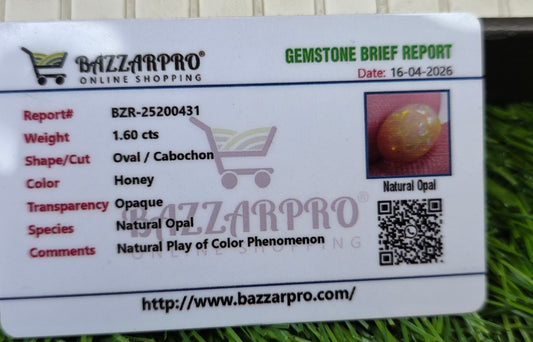 BAZZARPRO®
ONLINE SHOPPING
GEMSTONE BRIEF REPORT
Date: 16-04-2026
Report# BZR-25200431
Weight 1.60 cts
Shape/Cut Oval / Cabochon
Color Honey
Transparency Opaque
Species Natural Opal
Comments Natural Play of Color Phenomenon
Natural Opal
BAZZARPRO®
ONLINE SHOPPING
http://www.bazzarpro.com/